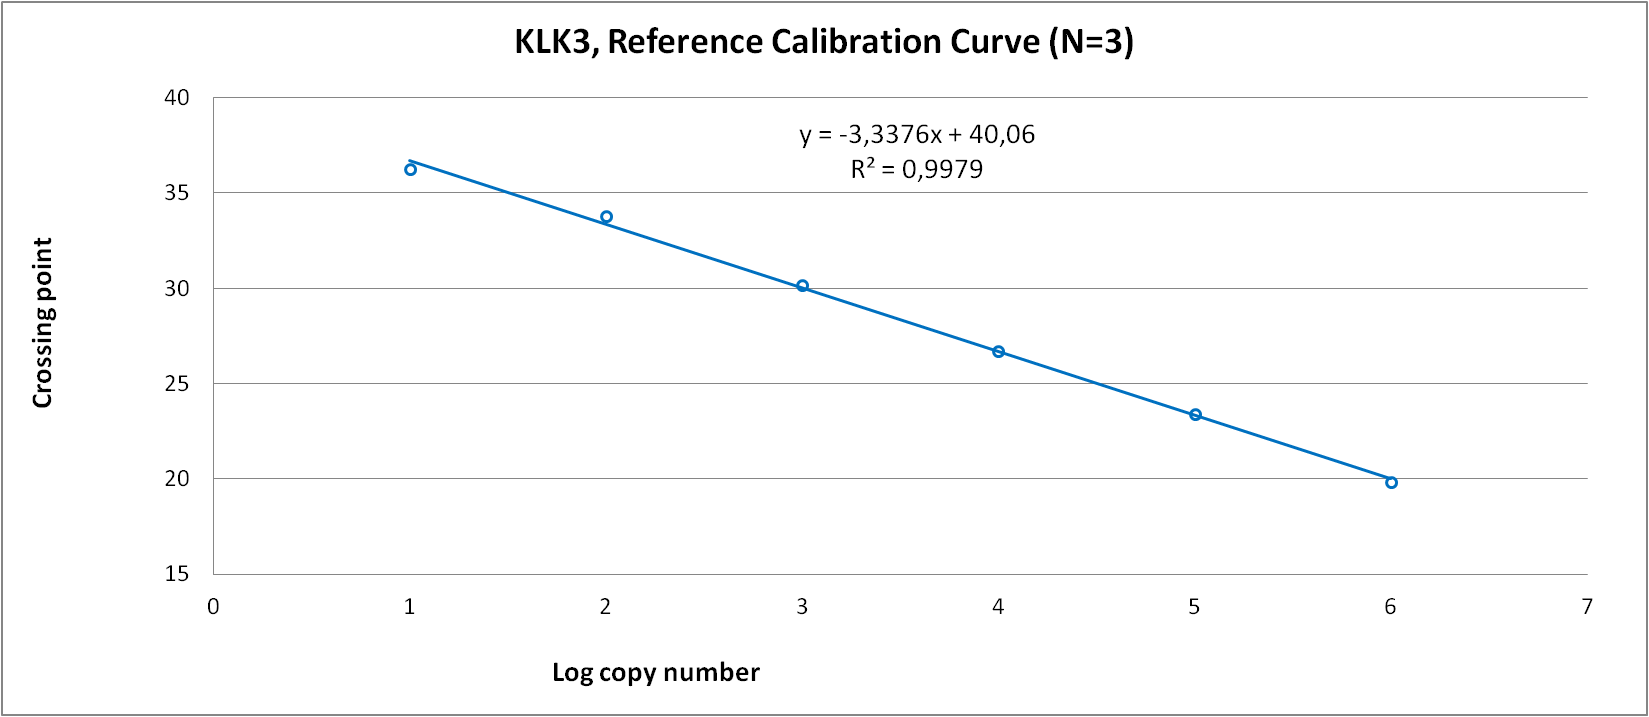 KLK3, Reference Calibration Curve (N=3)
y = -3,3376x + 40,06
R² = 0,9979
Crossing point
40
35
30
25
20
15
0 1 2 3 4 5 6 7
Log copy number